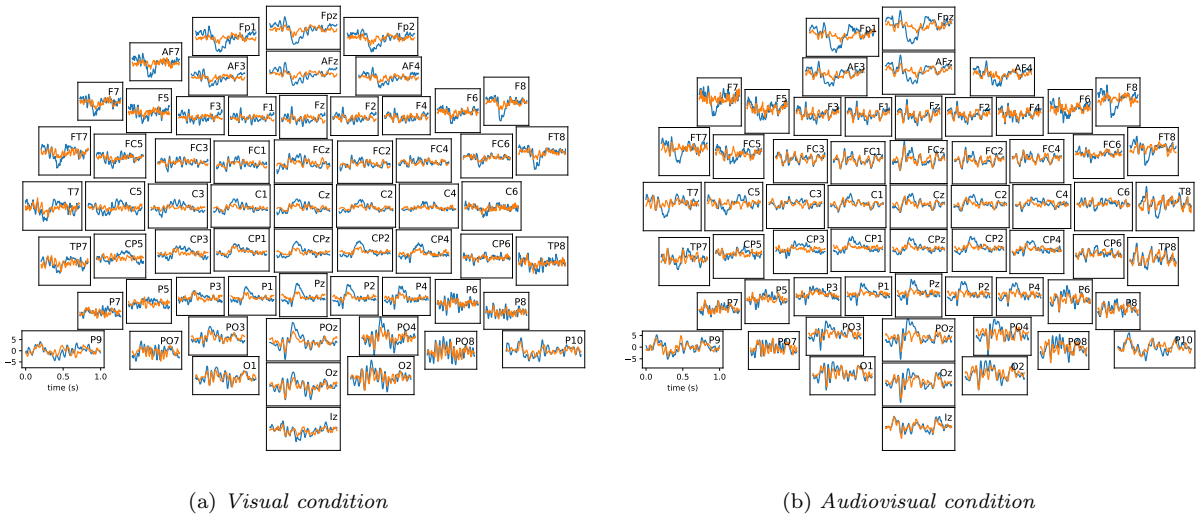 Fp1 Fpz Fp2
AF7 AF3 AFz AF4
F7 F5 F3 F1 Fz F2 F4 F6 F8
FT7 FC5 FC3 FC1 FCz FC2 FC4 FC6 FT8
T7 C5 C3 C1 Cz C2 C4 C6
TP7 CP5 CP3 CP1 CPz CP2 CP4 CP6 TP8
P7 P5 P3 P1 Pz P2 P4 P6 P8
P9 PO7 PO3 POz PO4 PO8 P10
O1 Oz O2
Iz
5
0
−5
0.0 0.5 1.0
time (s)
(a) Visual condition
Fp1 Fpz
AF3 AFz AF4
F7 F5 F3 F1 Fz F2 F4 F6 F8
FT7 FC5 FC3 FC1 FCz FC2 FC4 FC6 FT8
T7 C5 C3 C1 Cz C2 C4 C6 T8
TP7 CP5 CP3 CP1 CPz CP2 CP4 CP6 TP8
P7 P5 P3 P1 Pz P2 P4 P6 P8
P9 PO7 PO3 POz PO4 PO8 P10
O1 Oz O2
Iz
5
0
−5
0.0 0.5 1.0
time (s)
(b) Audiovisual condition